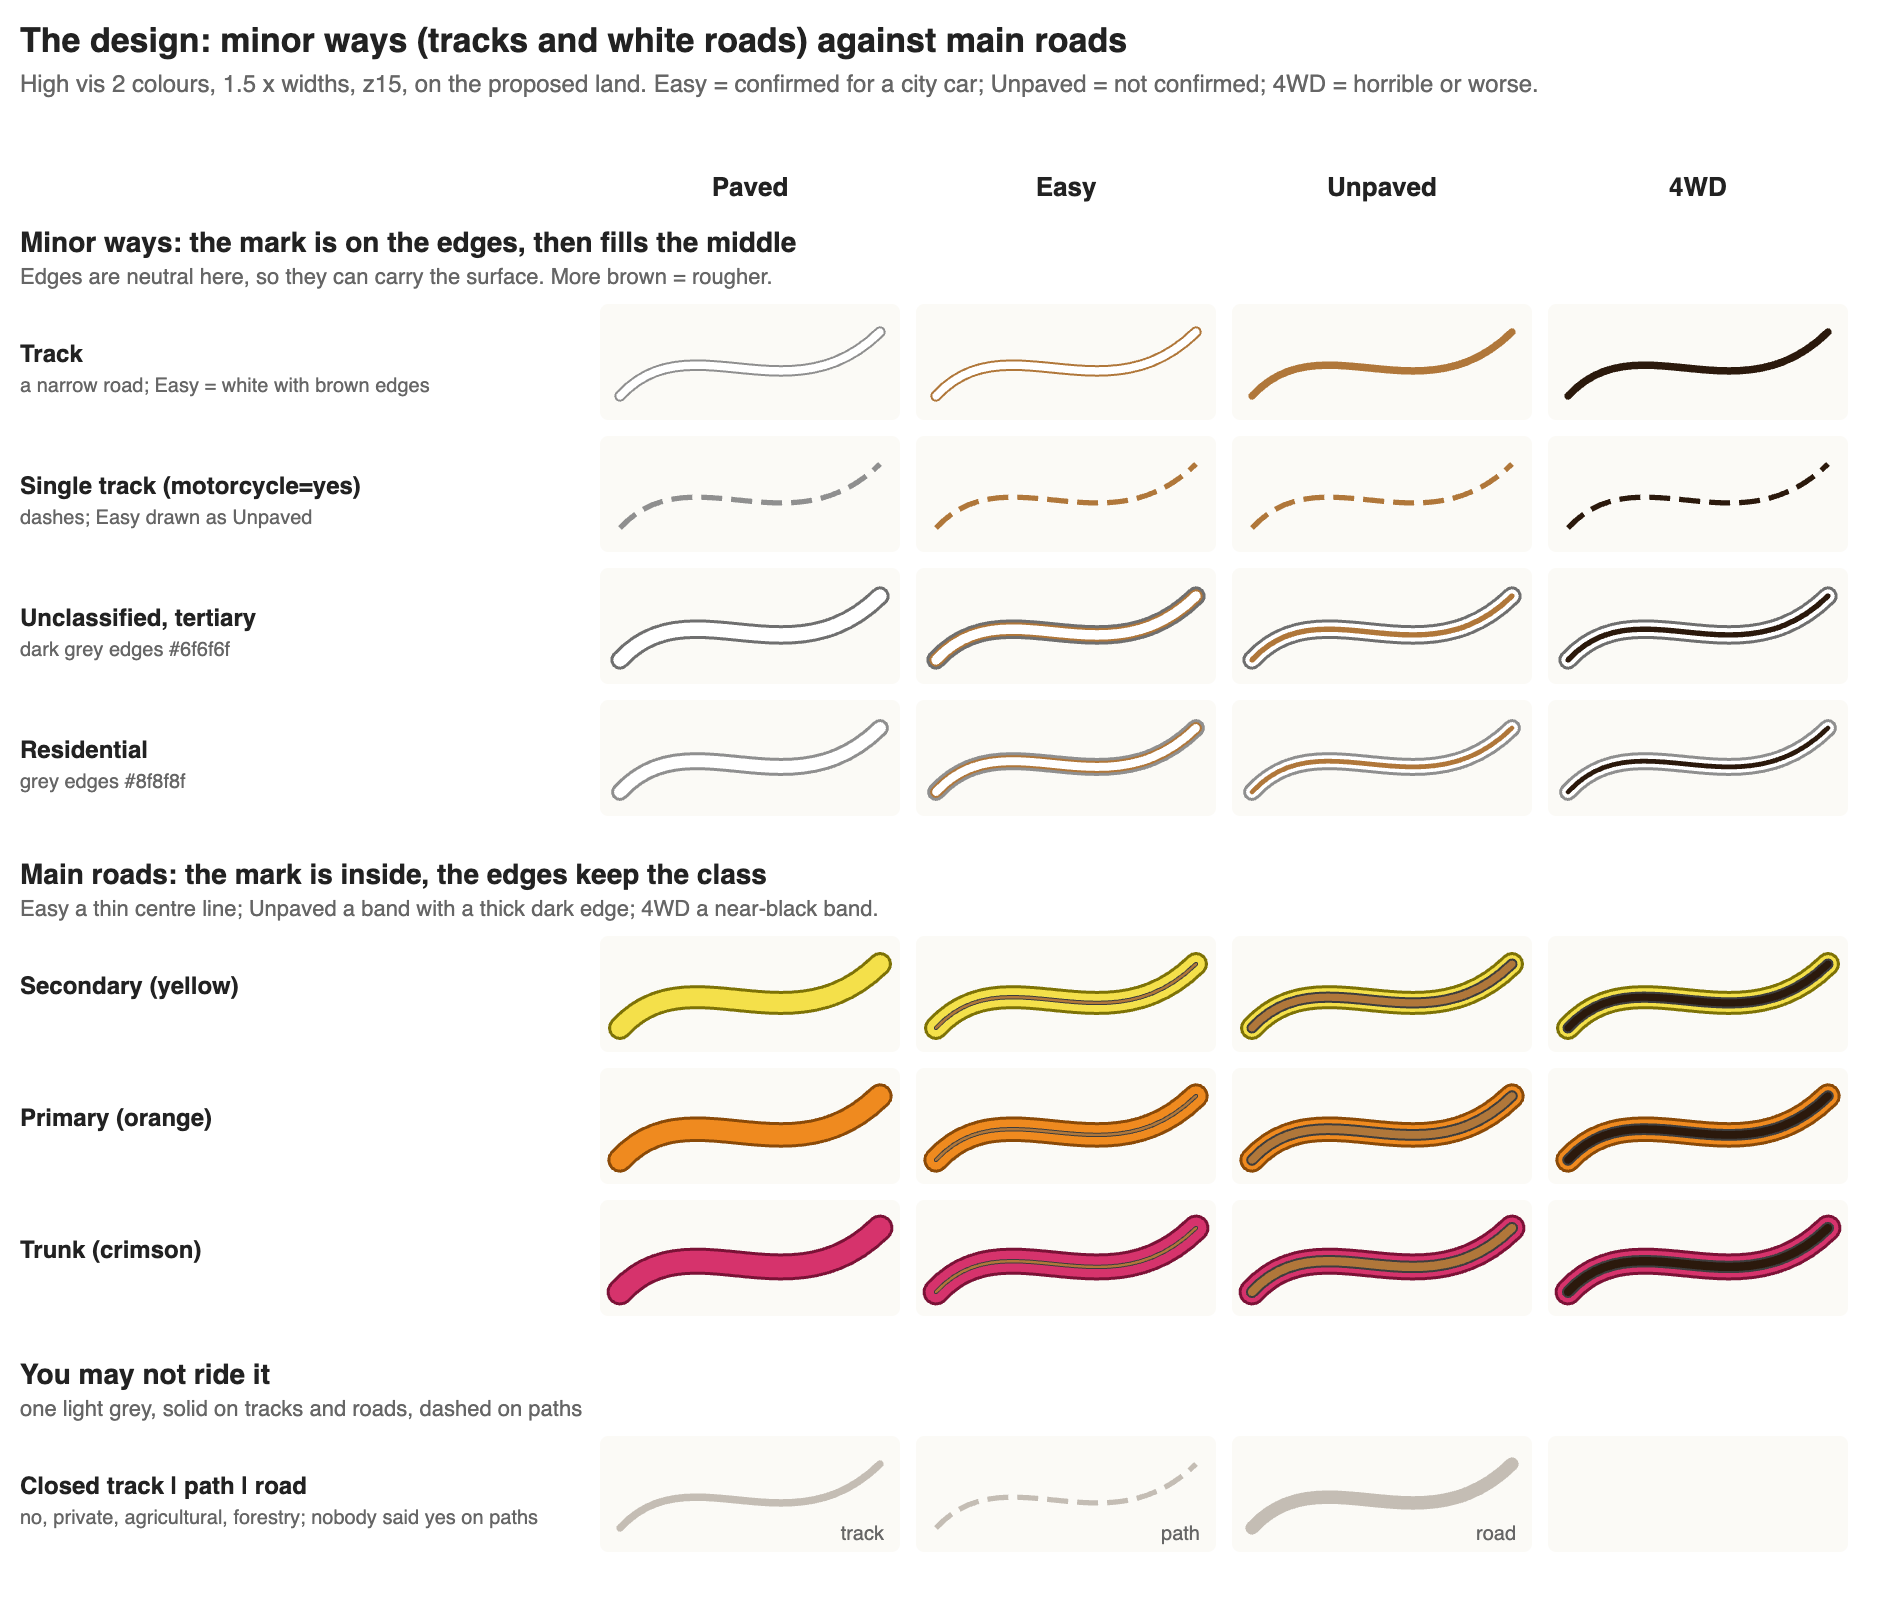 The design: minor ways (tracks and white roads) against main roads
High vis 2 colours, 1.5 x widths, z15, on the proposed land. Easy = confirmed for a city car; Unpaved = not confirmed; 4WD = horrible or worse.
Paved Easy Unpaved 4WD
Minor ways: the mark is on the edges, then fills the middle
Edges are neutral here, so they can carry the surface. More brown = rougher.
Track
a narrow road; Easy = white with brown edges
Single track (motorcycle=yes)
dashes; Easy drawn as Unpaved
Unclassified, tertiary
dark grey edges #6f6f6f
Residential
grey edges #8f8f8f
Main roads: the mark is inside, the edges keep the class
Easy a thin centre line; Unpaved a band with a thick dark edge; 4WD a near-black band.
Secondary (yellow)
Primary (orange)
Trunk (crimson)
You may not ride it
one light grey, solid on tracks and roads, dashed on paths
Closed track | path | road
no, private, agricultural, forestry; nobody said yes on paths
track path road